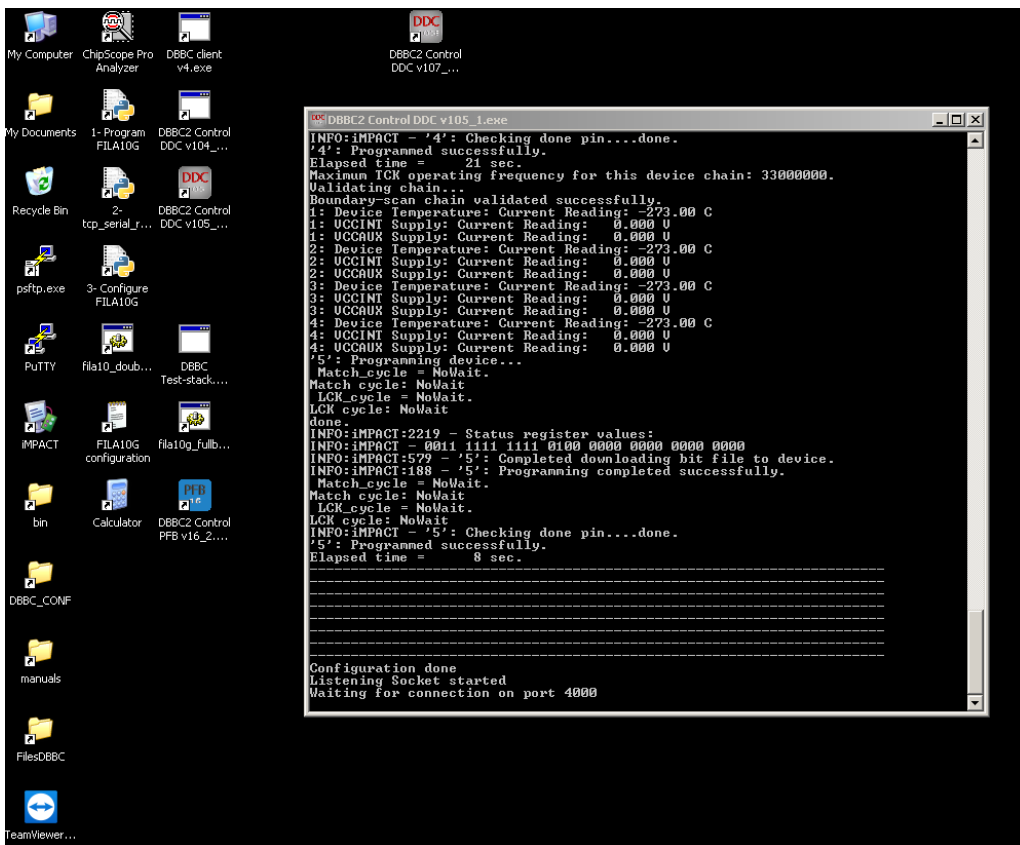 My Computer
ChipScope Pro
Analyzer
DBBC client
v4.exe
DDC
DBBC2 Control
DDC v107_...
My Documents
1- Program
FILA10G
DBBC2 Control
DDC v104_...
Recycle Bin
2-
tcp_serial_r...
DDC
DBBC2 Control
DDC v105_...
psftp.exe
3- Configure
FILA10G
PuTTY
fila10_doub...
DBBC
Test-stack....
iMPACT
FILA10G
configuration
fila10g_fullb...
bin
Calculator
PFB
16
DBBC2 Control
PFB v16_2....
DBBC_CONF
manuals
FilesDBBC
TeamViewer...
DBBC2 Control DDC v105_1.exe
INFO:iMPACT - '4': Checking done pin....done.
'4': Programmed successfully.
Elapsed time =     21 sec.
Maximum TCK operating frequency for this device chain: 33000000.
Validating chain...
Boundary-scan chain validated successfully.
1: Device Temperature: Current Reading: -273.00 C
1: VCCINT Supply: Current Reading:   0.000 V
1: VCCAUX Supply: Current Reading:   0.000 V
2: Device Temperature: Current Reading: -273.00 C
2: VCCINT Supply: Current Reading:   0.000 V
2: VCCAUX Supply: Current Reading:   0.000 V
3: Device Temperature: Current Reading: -273.00 C
3: VCCINT Supply: Current Reading:   0.000 V
3: VCCAUX Supply: Current Reading:   0.000 V
4: Device Temperature: Current Reading: -273.00 C
4: VCCINT Supply: Current Reading:   0.000 V
4: VCCAUX Supply: Current Reading:   0.000 V
'5': Programming device...
Match_cycle = NoWait.
Match cycle: NoWait
LCK_cycle = NoWait.
LCK cycle: NoWait
done.
INFO:iMPACT:2219 - Status register values:
INFO:iMPACT - 0011 1111 1111 0100 0000 0000 0000 0000
INFO:iMPACT:579 - '5': Completed downloading bit file to device.
INFO:iMPACT:188 - '5': Programming completed successfully.
Match_cycle = NoWait.
Match cycle: NoWait
LCK_cycle = NoWait.
LCK cycle: NoWait
INFO:iMPACT - '5': Checking done pin....done.
'5': Programmed successfully.
Elapsed time =      8 sec.
Configuration done
Listening Socket started
Waiting for connection on port 4000